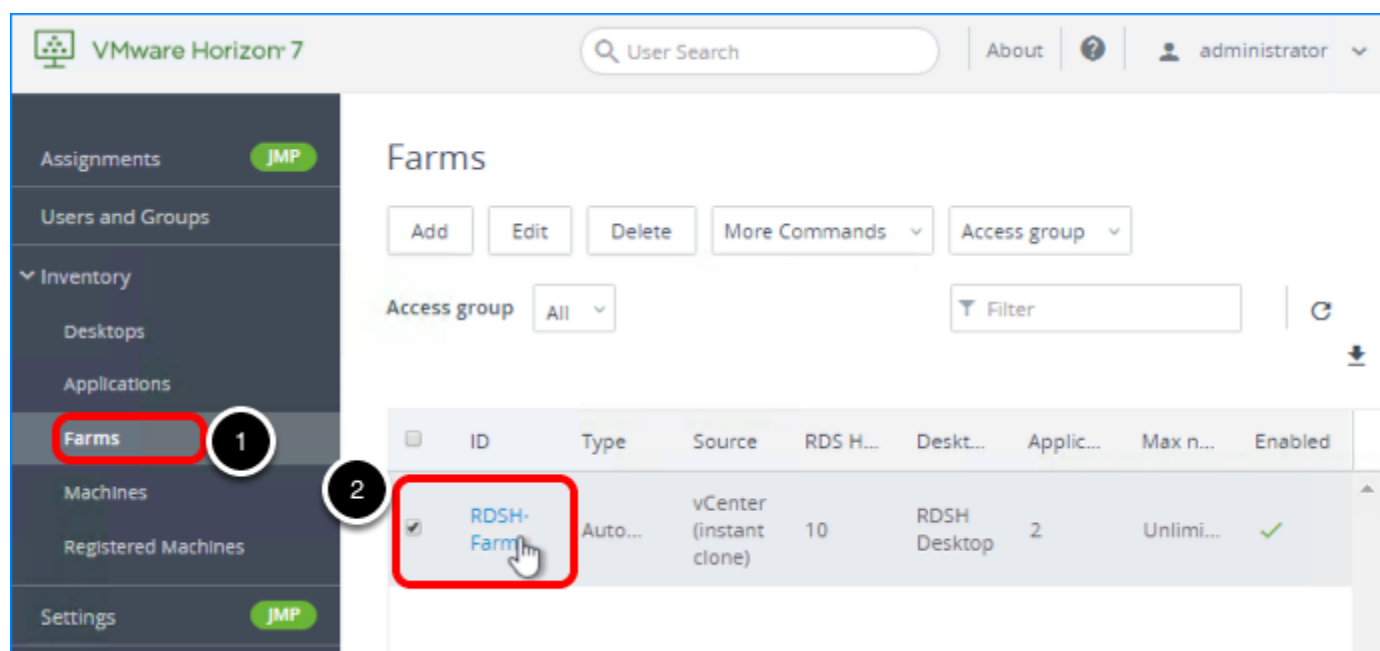 VMware Horizon 7
User Search
About
?
administrator
Assignments
JMP
Users and Groups
Inventory
Desktops
Applications
Farms
1
Machines
Registered Machines
Settings
JMP
Farms
Add
Edit
Delete
More Commands
Access group
Access group
All
Filter
ID
Type
Source
RDS H...
Deskt...
Applic...
Max n...
Enabled
2
RDSH-
Farm
Auto...
vCenter
(instant
clone)
10
RDSH
Desktop
2
Unlimi...